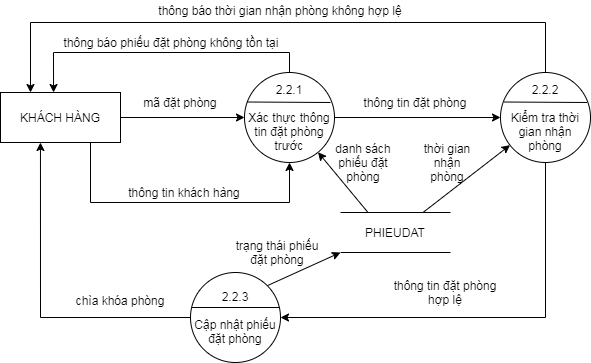 thông báo thời gian nhận phòng không hợp lệ
thông báo phiếu đặt phòng không tồn tại
2.2.1
2.2.2
KHÁCH HÀNG
mã đặt phòng
Xác thực thông
tin đặt phòng
trước
thông tin đặt phòng
Kiểm tra thời
gian nhận
phòng
danh sách
phiếu đặt
phòng
thời gian
nhận
phòng
thông tin khách hàng
PHIEUDAT
trạng thái phiếu
đặt phòng
thông tin đặt phòng
hợp lệ
2.2.3
chìa khóa phòng
Cập nhật phiếu
đặt phòng